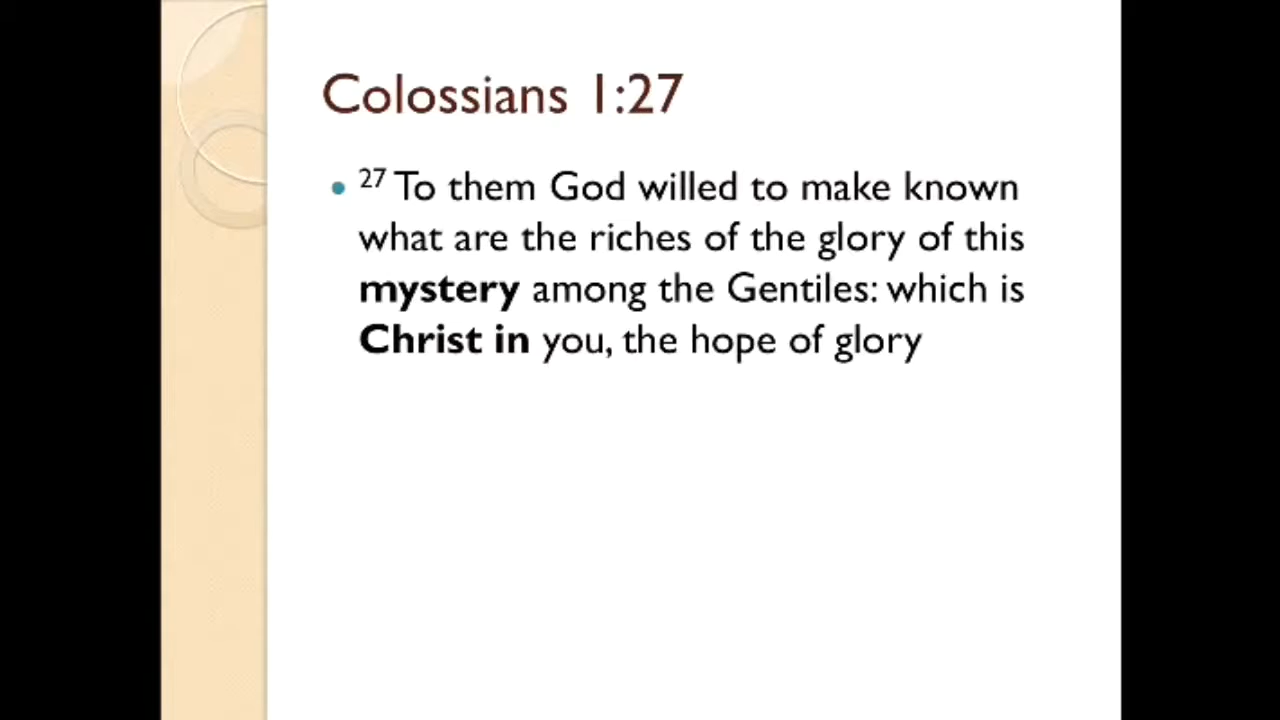 Colossians 1:27
• 27 To them God willed to make known
what are the riches of the glory of this
mystery among the Gentiles: which is
Christ in you, the hope of glory